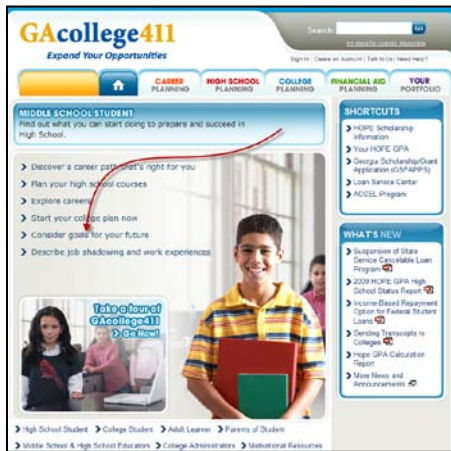 GAcollege411
Expand Your Opportunities
Search:
GO
Sign In | Create an Account | Talk to Us | Need Help?
CAREER PLANNING
HIGH SCHOOL PLANNING
COLLEGE PLANNING
FINANCIAL AID PLANNING
YOUR PORTFOLIO
MIDDLE SCHOOL STUDENT
Find out what you can start doing to prepare and succeed in
High School.
Discover a career path that's right for you
Plan your high school courses
Explore careers
Start your college plan now
Consider goals for your future
Describe job shadowing and work experiences
Take a tour of
GAcollege411
Go Now!
SHORTCUTS
HOPE Scholarship
Information
Your HOPE GPA
Georgia Scholarship/Grant
Application (GSFAPPS)
Loan Service Center
ACCEL Program
WHAT'S NEW
Suspension of State
Service Cancelable Loan
Program
2009 HOPE GPA High
School Status Report
Income-Based Repayment
Option for Federal Student
Loans
Sending Transcripts to
Colleges
Hope GPA Calculation
Report
More News and
Announcements
High School Student College Student Adult Learner Parents of Student
Middle School & High School Educators College Administrators Motivational Resources